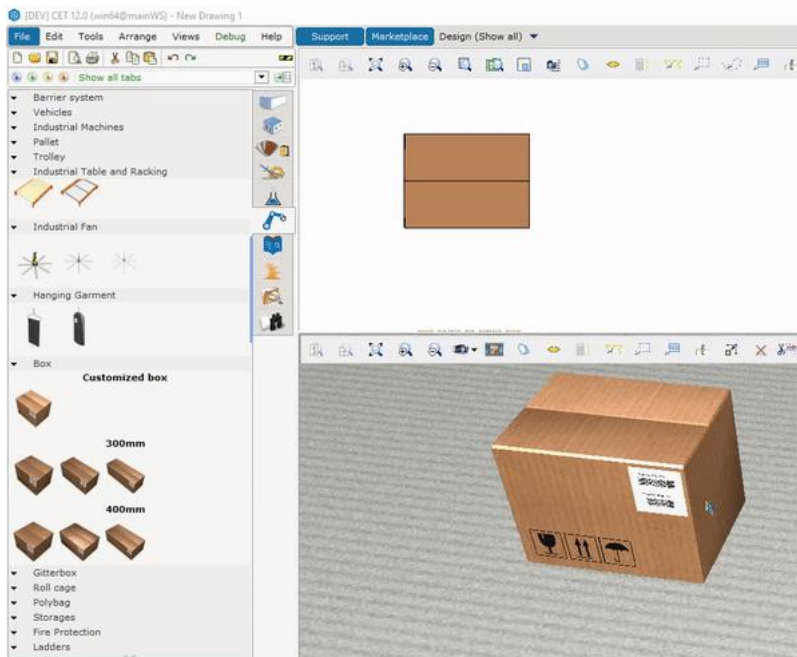 [DEV] CET 12.0 (win64@mainWS) - New Drawing 1
File Edit Tools Arrange Views Debug Help Support Marketplace Design (Show all)
Show all tabs
Barrier system
Vehicles
Industrial Machines
Pallet
Trolley
Industrial Table and Racking
Industrial Fan
Hanging Garment
Box
Customized box
300mm
400mm
Gitterbox
Roll cage
Polybag
Storages
Fire Protection
Ladders